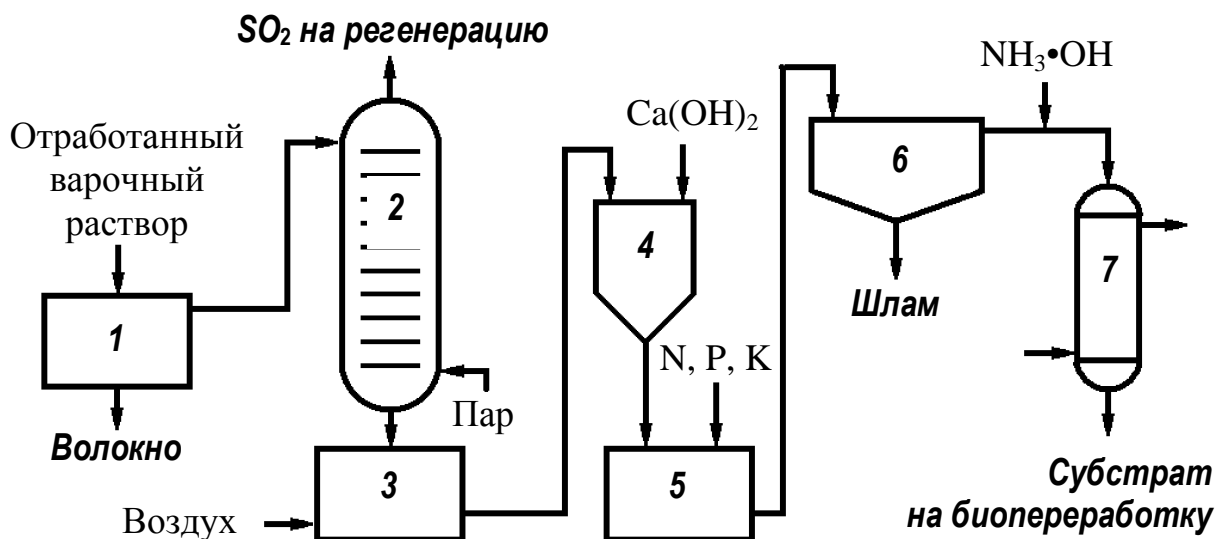 SO₂ на регенерацию
Отработанный
варочный
раствор
1
Волокно
2
Пар
3
Воздух
Ca(OH)₂
4
N, P, K
5
6
Шлам
NH₃•OH
7
Субстрат
на биопереработку